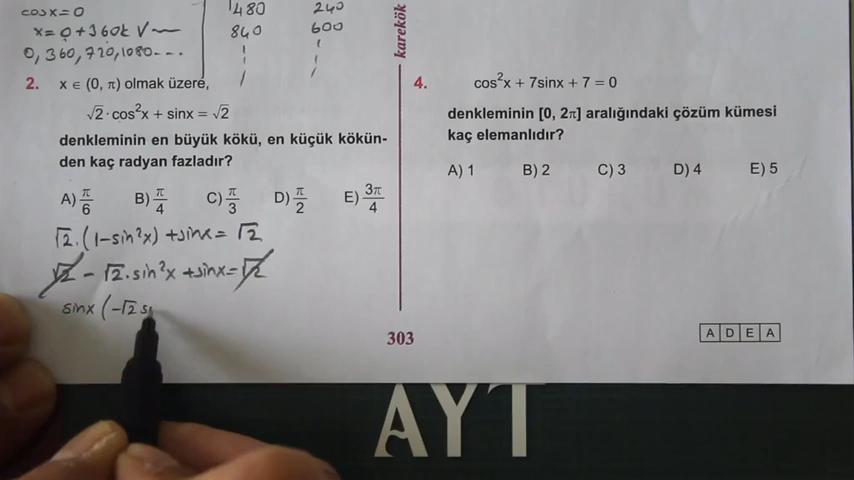 cosx=0
x=0+360k V
0, 360, 720, 1080...
480
840
240
600
2. x ∈ (0, π) olmak üzere,
√2·cos²x + sinx = √2
denkleminin en büyük kökü, en küçük kökün-
den kaç radyan fazladır?
A) π/6 B) π/4 C) π/3 D) π/2 E) 3π/4
√2.(1-sin²x)+sinx= √2
√2 - √2.sin²x +sinx=√2
sinx (-√2 s
karekök
4. cos²x + 7sinx + 7 = 0
denkleminin [0, 2π] aralığındaki çözüm kümesi
kaç elemanlıdır?
A) 1 B) 2 C) 3 D) 4 E) 5
303
A D E A
AYT